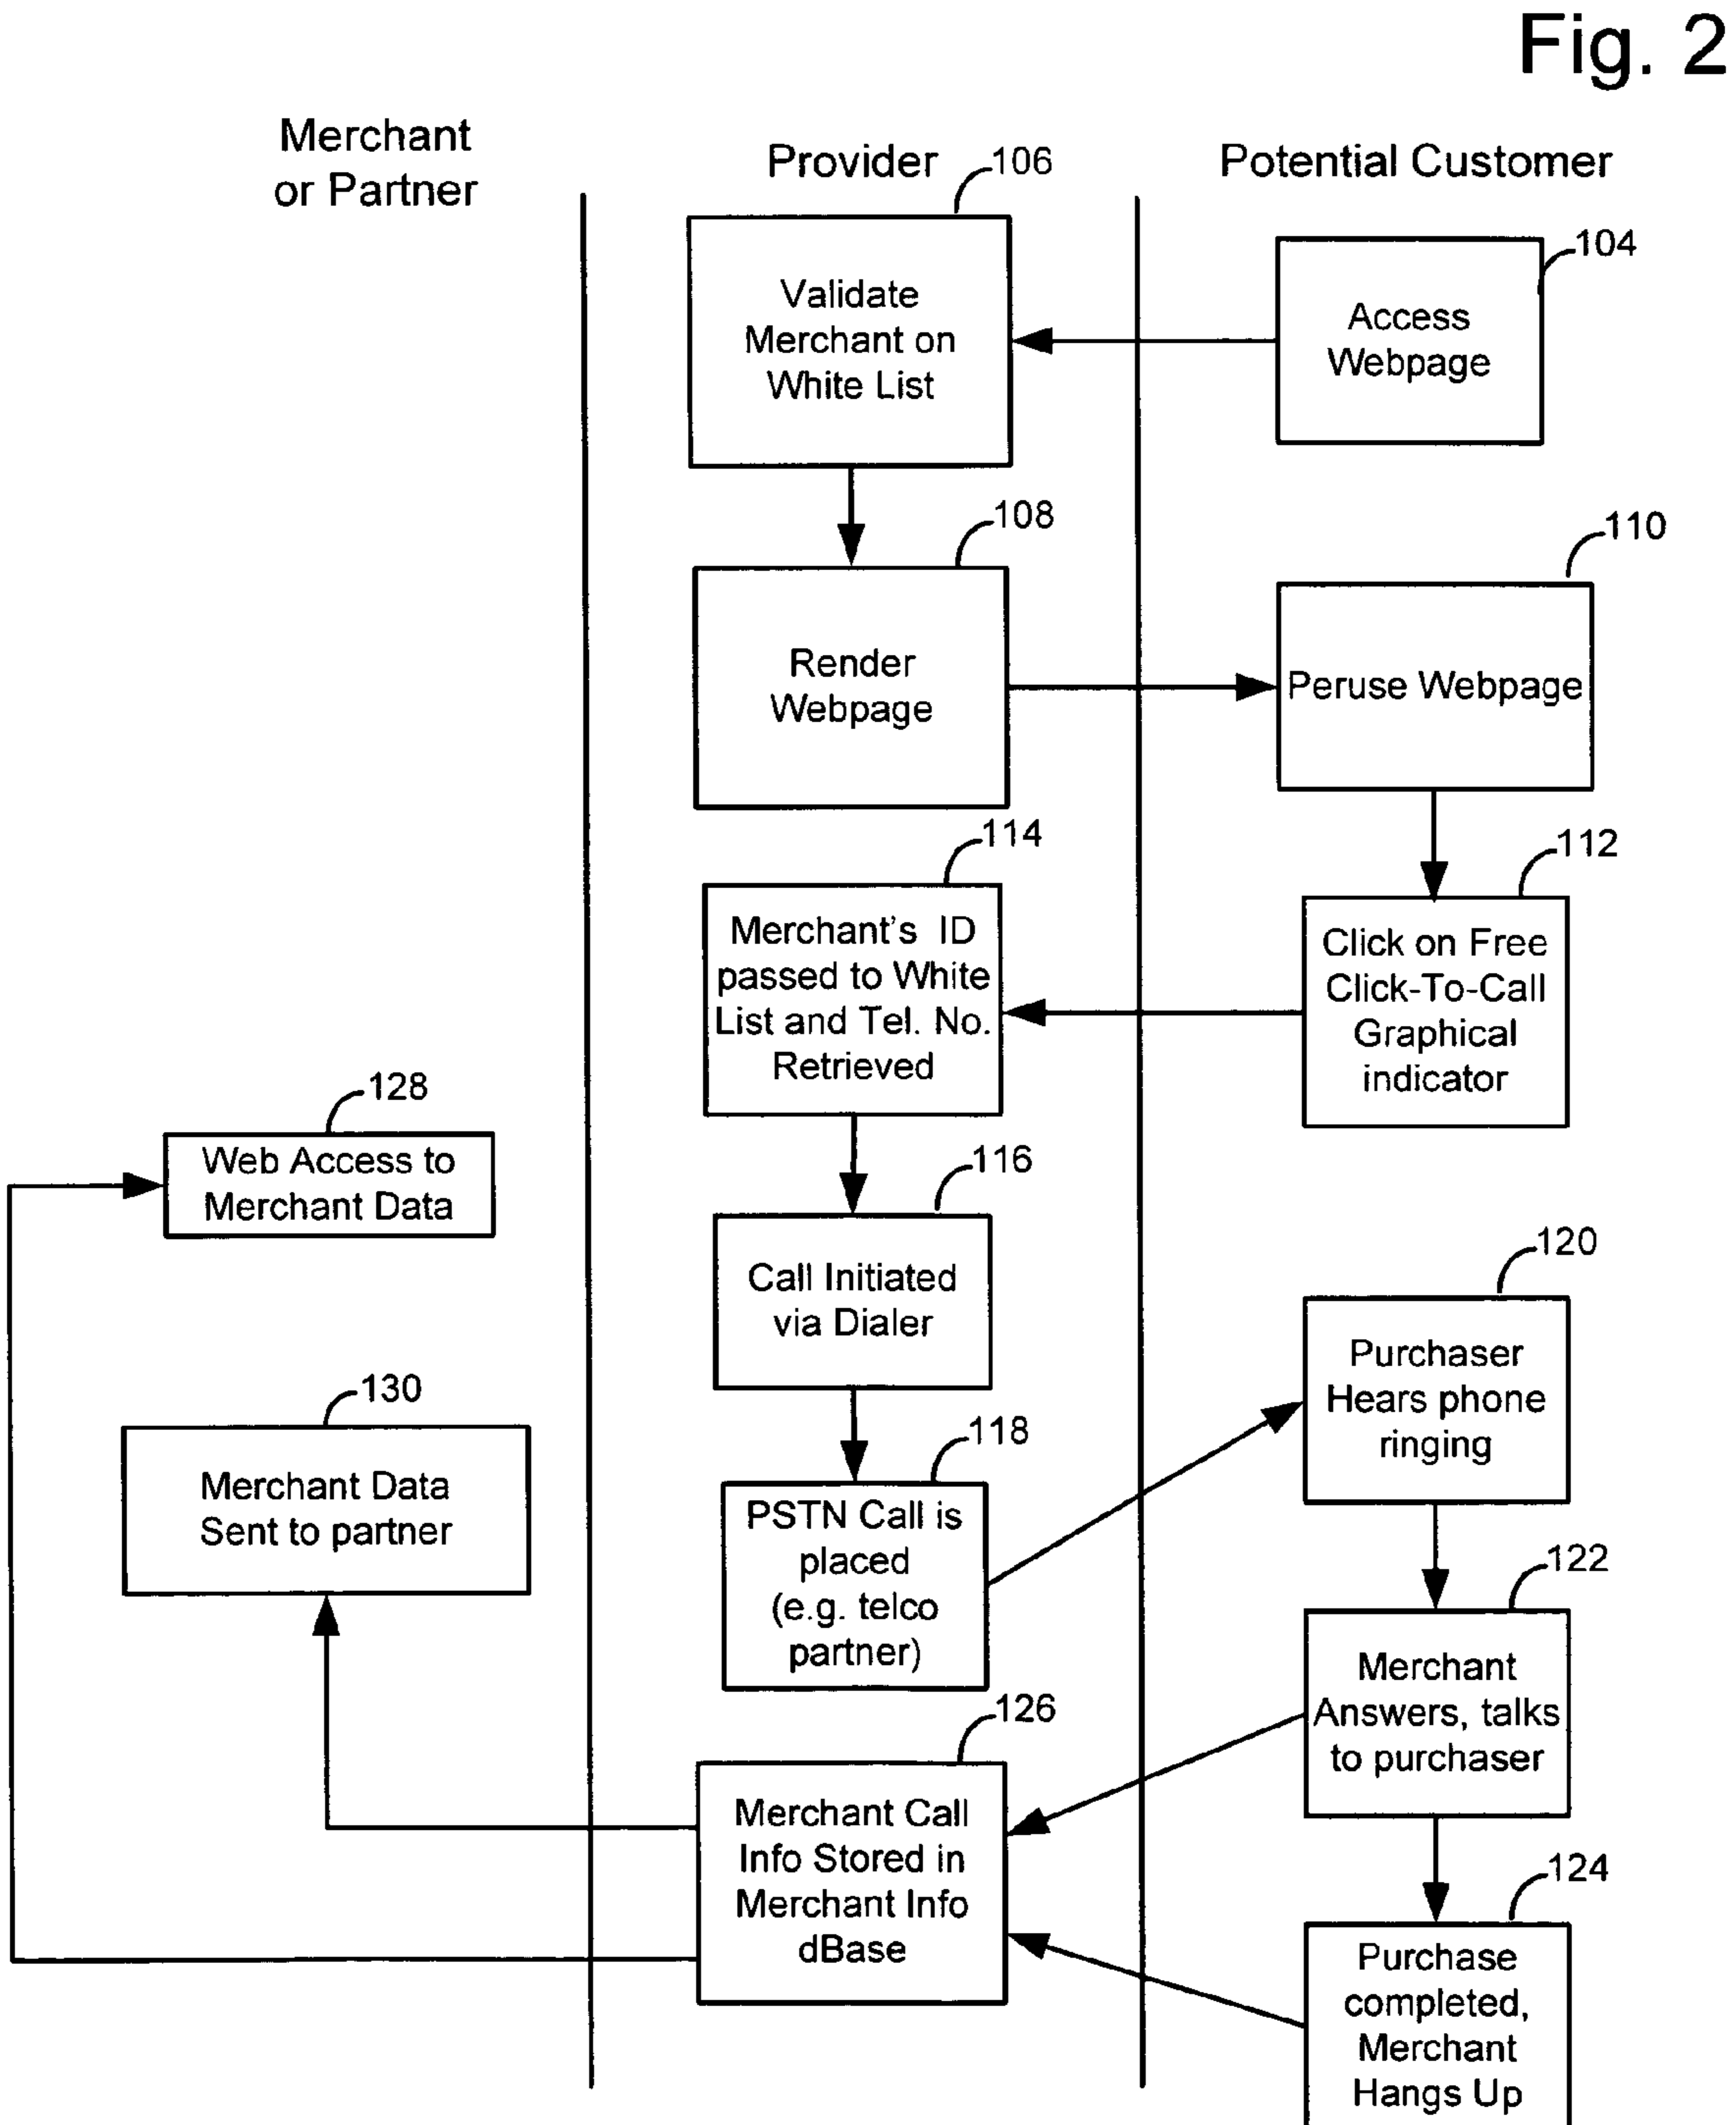 Fig. 2
Merchant
or Partner
Provider
Potential Customer
106
Validate
Merchant on
White List
104
Access
Webpage
108
Render
Webpage
110
Peruse Webpage
114
Merchant's ID
passed to White
List and Tel. No.
Retrieved
112
Click on Free
Click-To-Call
Graphical
indicator
128
Web Access to
Merchant Data
116
Call Initiated
via Dialer
120
Purchaser
Hears phone
ringing
130
Merchant Data
Sent to partner
118
PSTN Call is
placed
(e.g. telco
partner)
122
Merchant
Answers, talks
to purchaser
126
Merchant Call
Info Stored in
Merchant Info
dBase
124
Purchase
completed,
Merchant
Hangs Up